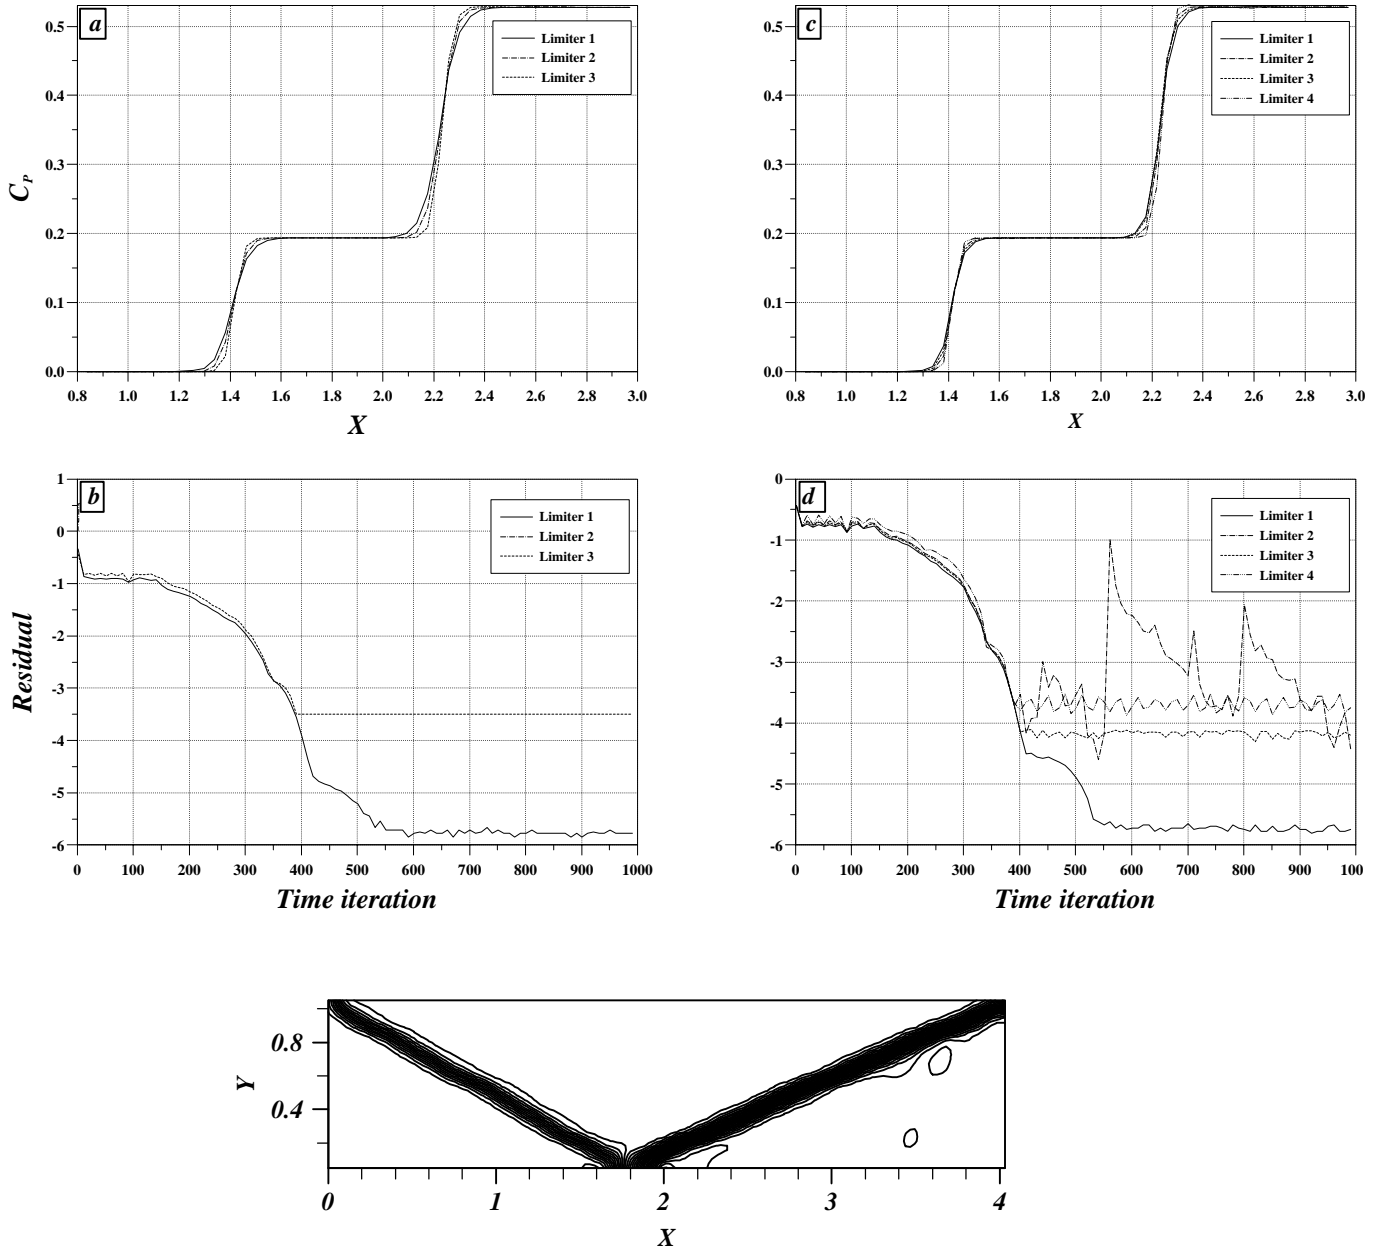 a
Limiter 1
Limiter 2
Limiter 3
0.5
0.4
0.3
0.2
0.1
0.0
C_P
0.8 1.0 1.2 1.4 1.6 1.8 2.0 2.2 2.4 2.6 2.8 3.0
X
c
Limiter 1
Limiter 2
Limiter 3
Limiter 4
0.5
0.4
0.3
0.2
0.1
0.0
0.8 1.0 1.2 1.4 1.6 1.8 2.0 2.2 2.4 2.6 2.8 3.0
X
b
Limiter 1
Limiter 2
Limiter 3
1
0
-1
-2
-3
-4
-5
-6
Residual
0 100 200 300 400 500 600 700 800 900 1000
Time iteration
d
Limiter 1
Limiter 2
Limiter 3
Limiter 4
0
-1
-2
-3
-4
-5
-6
0 100 200 300 400 500 600 700 800 900 100
Time iteration
0.8
0.4
Y
0 1 2 3 4
X